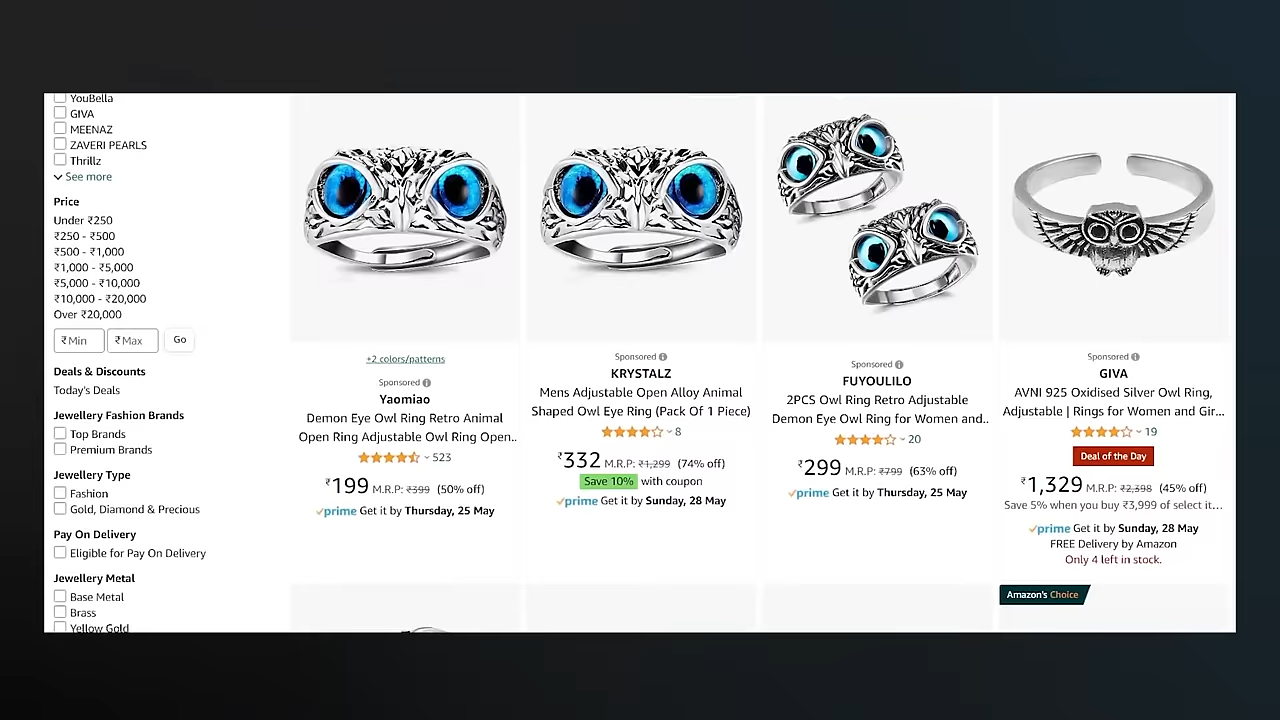 YouBella
GIVA
MEENAZ
ZAVERI PEARLS
Thrillz
See more
Price
Under ₹250
₹250 - ₹500
₹500 - ₹1,000
₹1,000 - ₹5,000
₹5,000 - ₹10,000
₹10,000 - ₹20,000
Over ₹20,000
₹ Min ₹ Max Go
Deals & Discounts
Today's Deals
Jewellery Fashion Brands
Top Brands
Premium Brands
Jewellery Type
Fashion
Gold, Diamond & Precious
Pay On Delivery
Eligible for Pay On Delivery
Jewellery Metal
Base Metal
Brass
Yellow Gold
+2 colors/patterns
Sponsored
Yaomiao
Demon Eye Owl Ring Retro Animal
Open Ring Adjustable Owl Ring Open..
523
₹199 M.R.P: ₹399 (50% off)
prime Get it by Thursday, 25 May
Sponsored
KRYSTALZ
Mens Adjustable Open Alloy Animal
Shaped Owl Eye Ring (Pack Of 1 Piece)
8
₹332 M.R.P: ₹1,299 (74% off)
Save 10% with coupon
prime Get it by Sunday, 28 May
Sponsored
FUYOULILO
2PCS Owl Ring Retro Adjustable
Demon Eye Owl Ring for Women and..
20
₹299 M.R.P: ₹799 (63% off)
prime Get it by Thursday, 25 May
Sponsored
GIVA
AVNI 925 Oxidised Silver Owl Ring,
Adjustable | Rings for Women and Gir...
19
Deal of the Day
₹1,329 M.R.P: ₹2,398 (45% off)
Save 5% when you buy ₹3,999 of select it...
prime Get it by Sunday, 28 May
FREE Delivery by Amazon
Only 4 left in stock.
Amazon's Choice